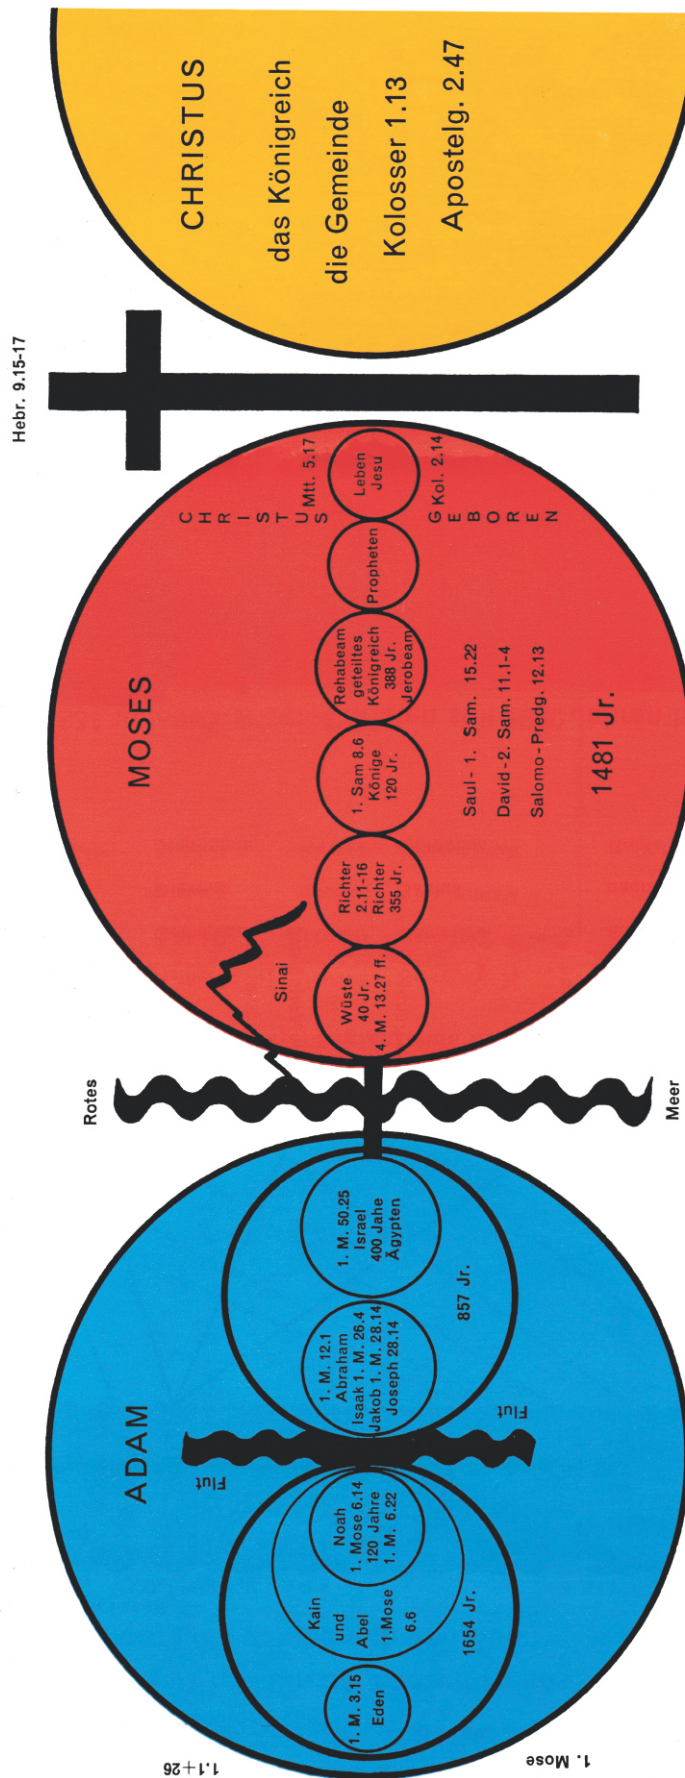 1. Mose
1.1+26
ADAM
1. M. 3.15
Eden
Kain
und
Abel
1.Mose
6.6
Noah
1. Mose 6.14
120 Jahre
1. M. 6.22
1654 Jr.
Flut
Flut
1. M. 12.1
Abraham
Isaak 1. M. 26.4
Jakob 1. M. 28.14
Joseph 28.14
1. M. 50.25
Israel
400 Jahe
Ägypten
857 Jr.
Rotes
Meer
MOSES
Sinai
Wüste
40 Jr.
4. M. 13.27 ff.
Richter
2.11-16
Richter
355 Jr.
1. Sam 8.6
Könige
120 Jr.
Rehabeam
geteiltes
Königreich
388 Jr.
Jerobeam
Propheten
Leben
Jesu
Saul - 1. Sam. 15.22
David - 2. Sam. 11.1-4
Salomo - Predg. 12.13
1481 Jr.
CHRISTUS
Mtt. 5.17
GEBOREN
Kol. 2.14
Hebr. 9.15-17
CHRISTUS
das Königreich
die Gemeinde
Kolosser 1.13
Apostelg. 2.47